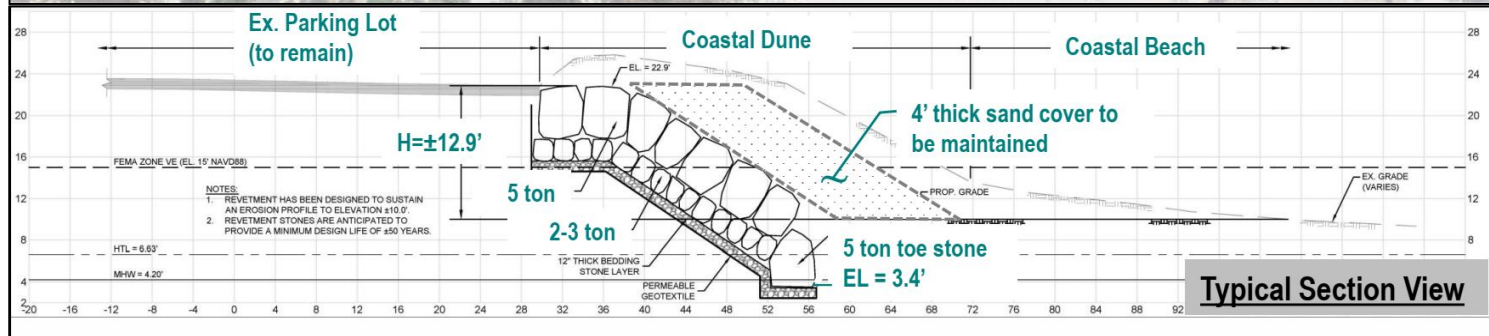 Ex. Parking Lot
(to remain)
Coastal Dune
Coastal Beach
EL. = 22.9'
H=±12.9'
4' thick sand cover to
be maintained
FEMA ZONE VE (EL. 15' NAVD88)
EX. GRADE
(VARIES)
PROP. GRADE
NOTES:
1. REVETMENT HAS BEEN DESIGNED TO SUSTAIN
AN EROSION PROFILE TO ELEVATION ±10.0'.
2. REVETMENT STONES ARE ANTICIPATED TO
PROVIDE A MINIMUM DESIGN LIFE OF ±50 YEARS.
5 ton
2-3 ton
5 ton toe stone
EL = 3.4'
HTL = 6.63'
12" THICK BEDDING
STONE LAYER
MHW = 4.20'
PERMEABLE
GEOTEXTILE
Typical Section View
28
24
20
16
12
8
4
2
28
24
20
16
12
8
-20 -16 -12 -8 -4 0 4 8 12 16 20 24 28 32 36 40 44 48 52 56 60 64 68 72 76 80 84 88 92